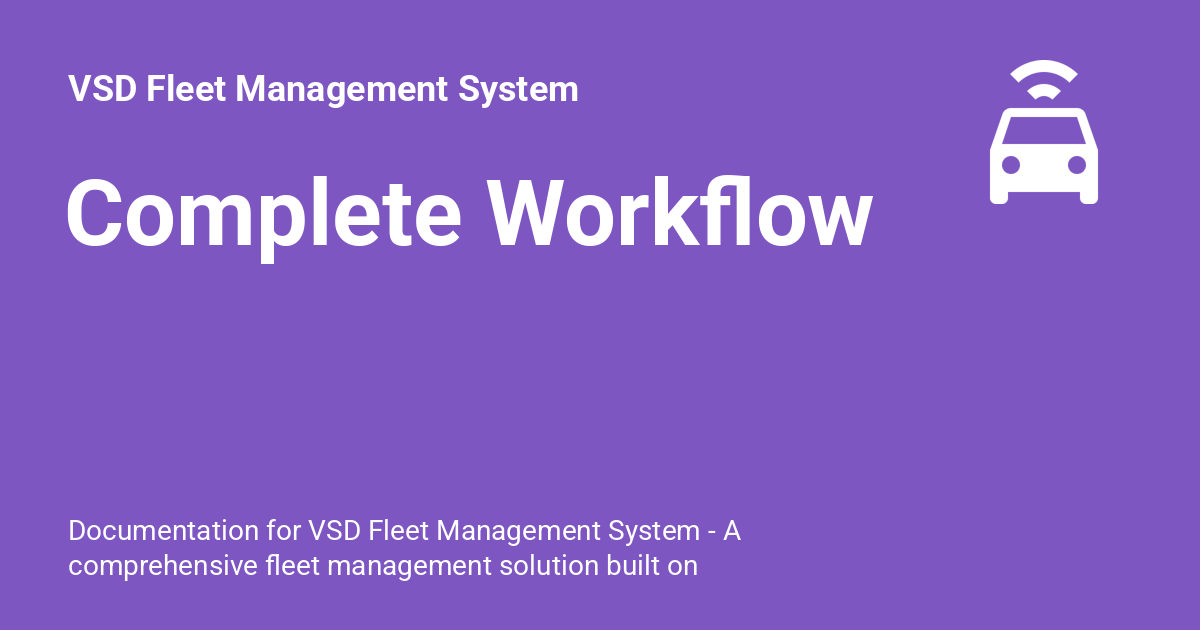 VSD Fleet Management System
Complete Workflow
Documentation for VSD Fleet Management System - A
comprehensive fleet management solution built on